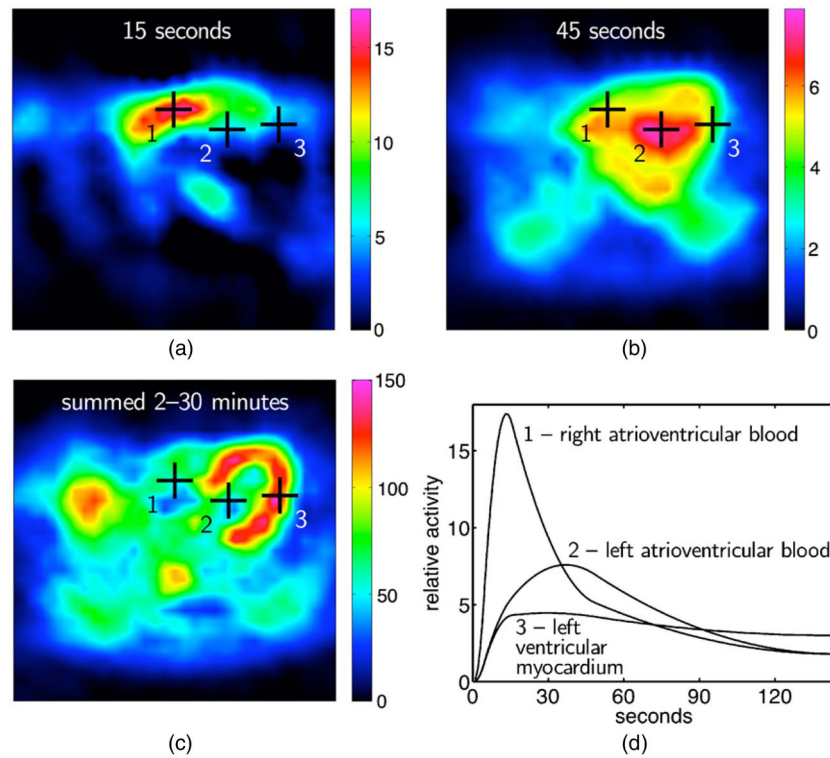 15 seconds
15
10
5
0
1
2
3
(a)
45 seconds
6
4
2
0
1
2
3
(b)
summed 2–30 minutes
150
100
50
0
1
2
3
(c)
15
10
5
0
relative activity
1 – right atrioventricular blood
2 – left atrioventricular blood
3 – left
ventricular
myocardium
0 30 60 90 120
seconds
(d)